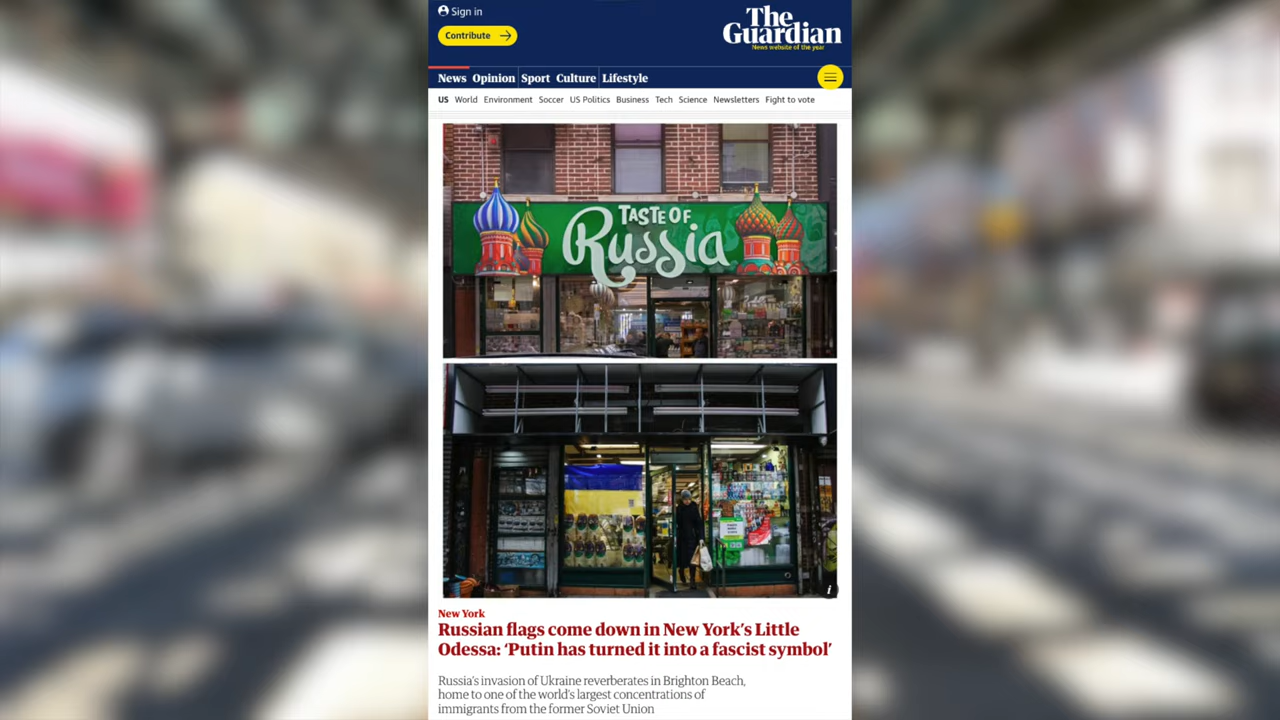 Sign in
Contribute
The
Guardian
News website of the year
News Opinion Sport Culture Lifestyle
US World Environment Soccer US Politics Business Tech Science Newsletters Fight to vote
TASTE OF
Russia
i
New York
Russian flags come down in New York’s Little
Odessa: ‘Putin has turned it into a fascist symbol’
Russia’s invasion of Ukraine reverberates in Brighton Beach,
home to one of the world’s largest concentrations of
immigrants from the former Soviet Union